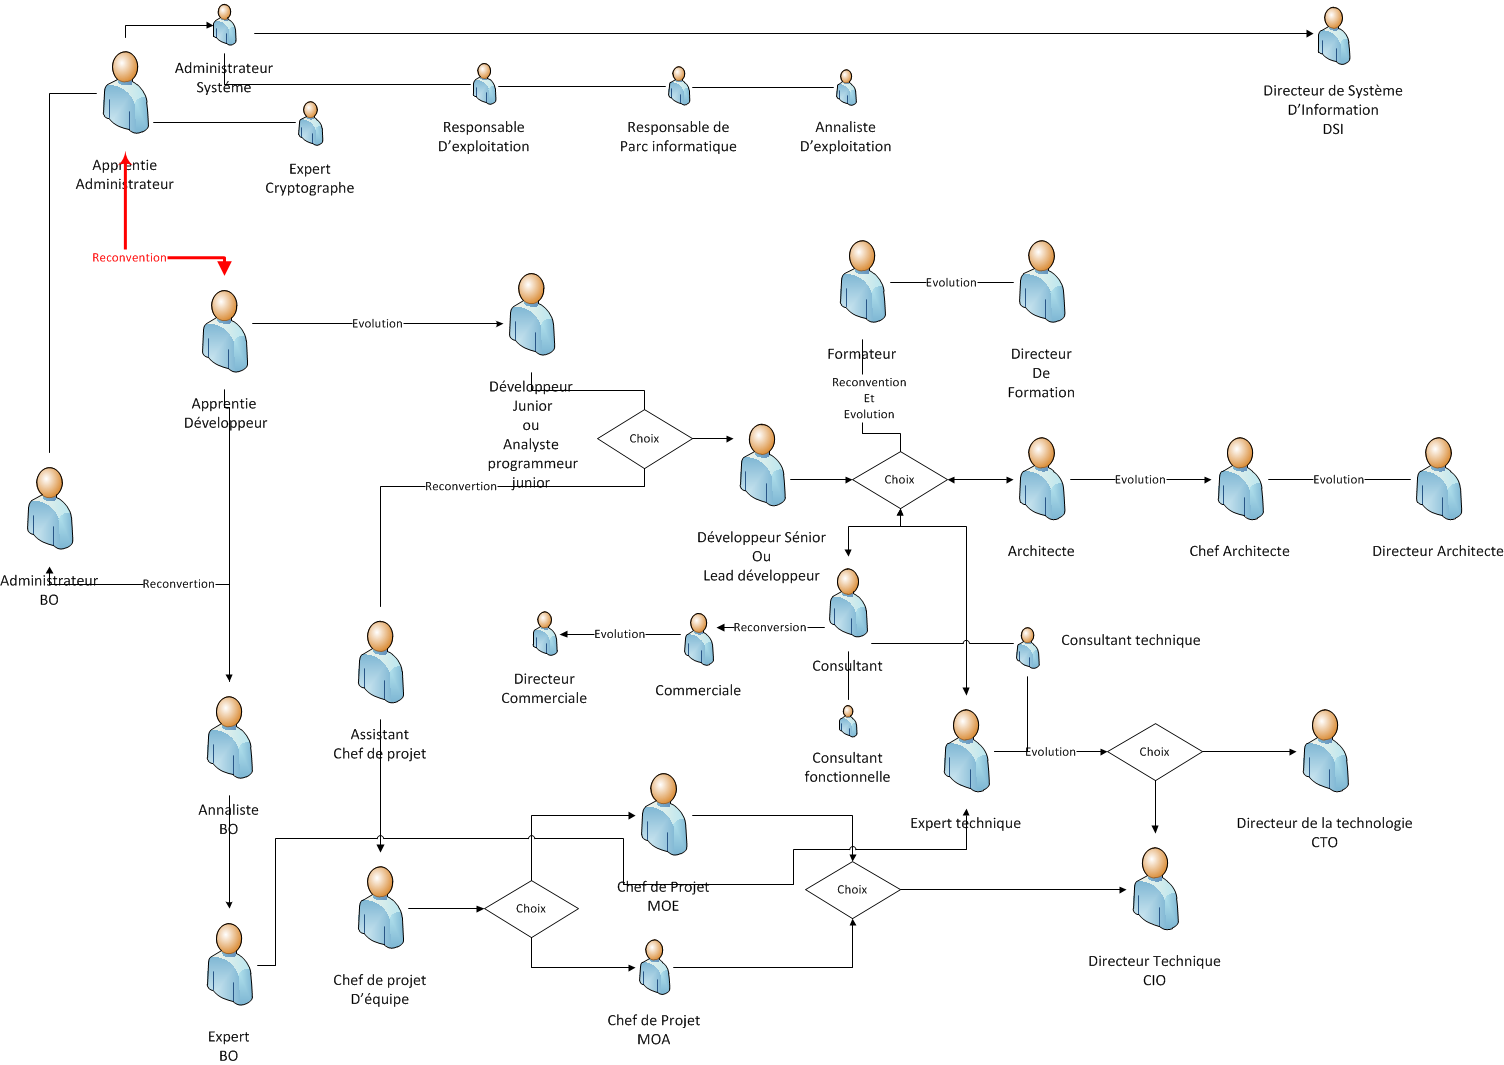 Administrateur
Système
Directeur de Système
D’Information
DSI
Responsable
D’exploitation
Responsable de
Parc informatique
Annaliste
D’exploitation
Apprentie
Administrateur
Expert
Cryptographe
Reconvention
Evolution
Evolution
Formateur
Directeur
De
Formation
Reconvention
Et
Evolution
Apprentie
Développeur
Développeur
Junior
ou
Analyste
programmeur
junior
Choix
Reconvertion
Choix
Evolution
Evolution
Développeur Sénior
Ou
Lead développeur
Architecte
Chef Architecte
Directeur Architecte
Administrateur
BO
Reconvertion
Evolution
Reconversion
Consultant technique
Directeur
Commerciale
Commerciale
Consultant
Assistant
Chef de projet
Consultant
fonctionnelle
Evolution
Choix
Annaliste
BO
Expert technique
Directeur de la technologie
CTO
Chef de Projet
MOE
Choix
Choix
Chef de projet
D’équipe
Directeur Technique
CIO
Chef de Projet
MOA
Expert
BO